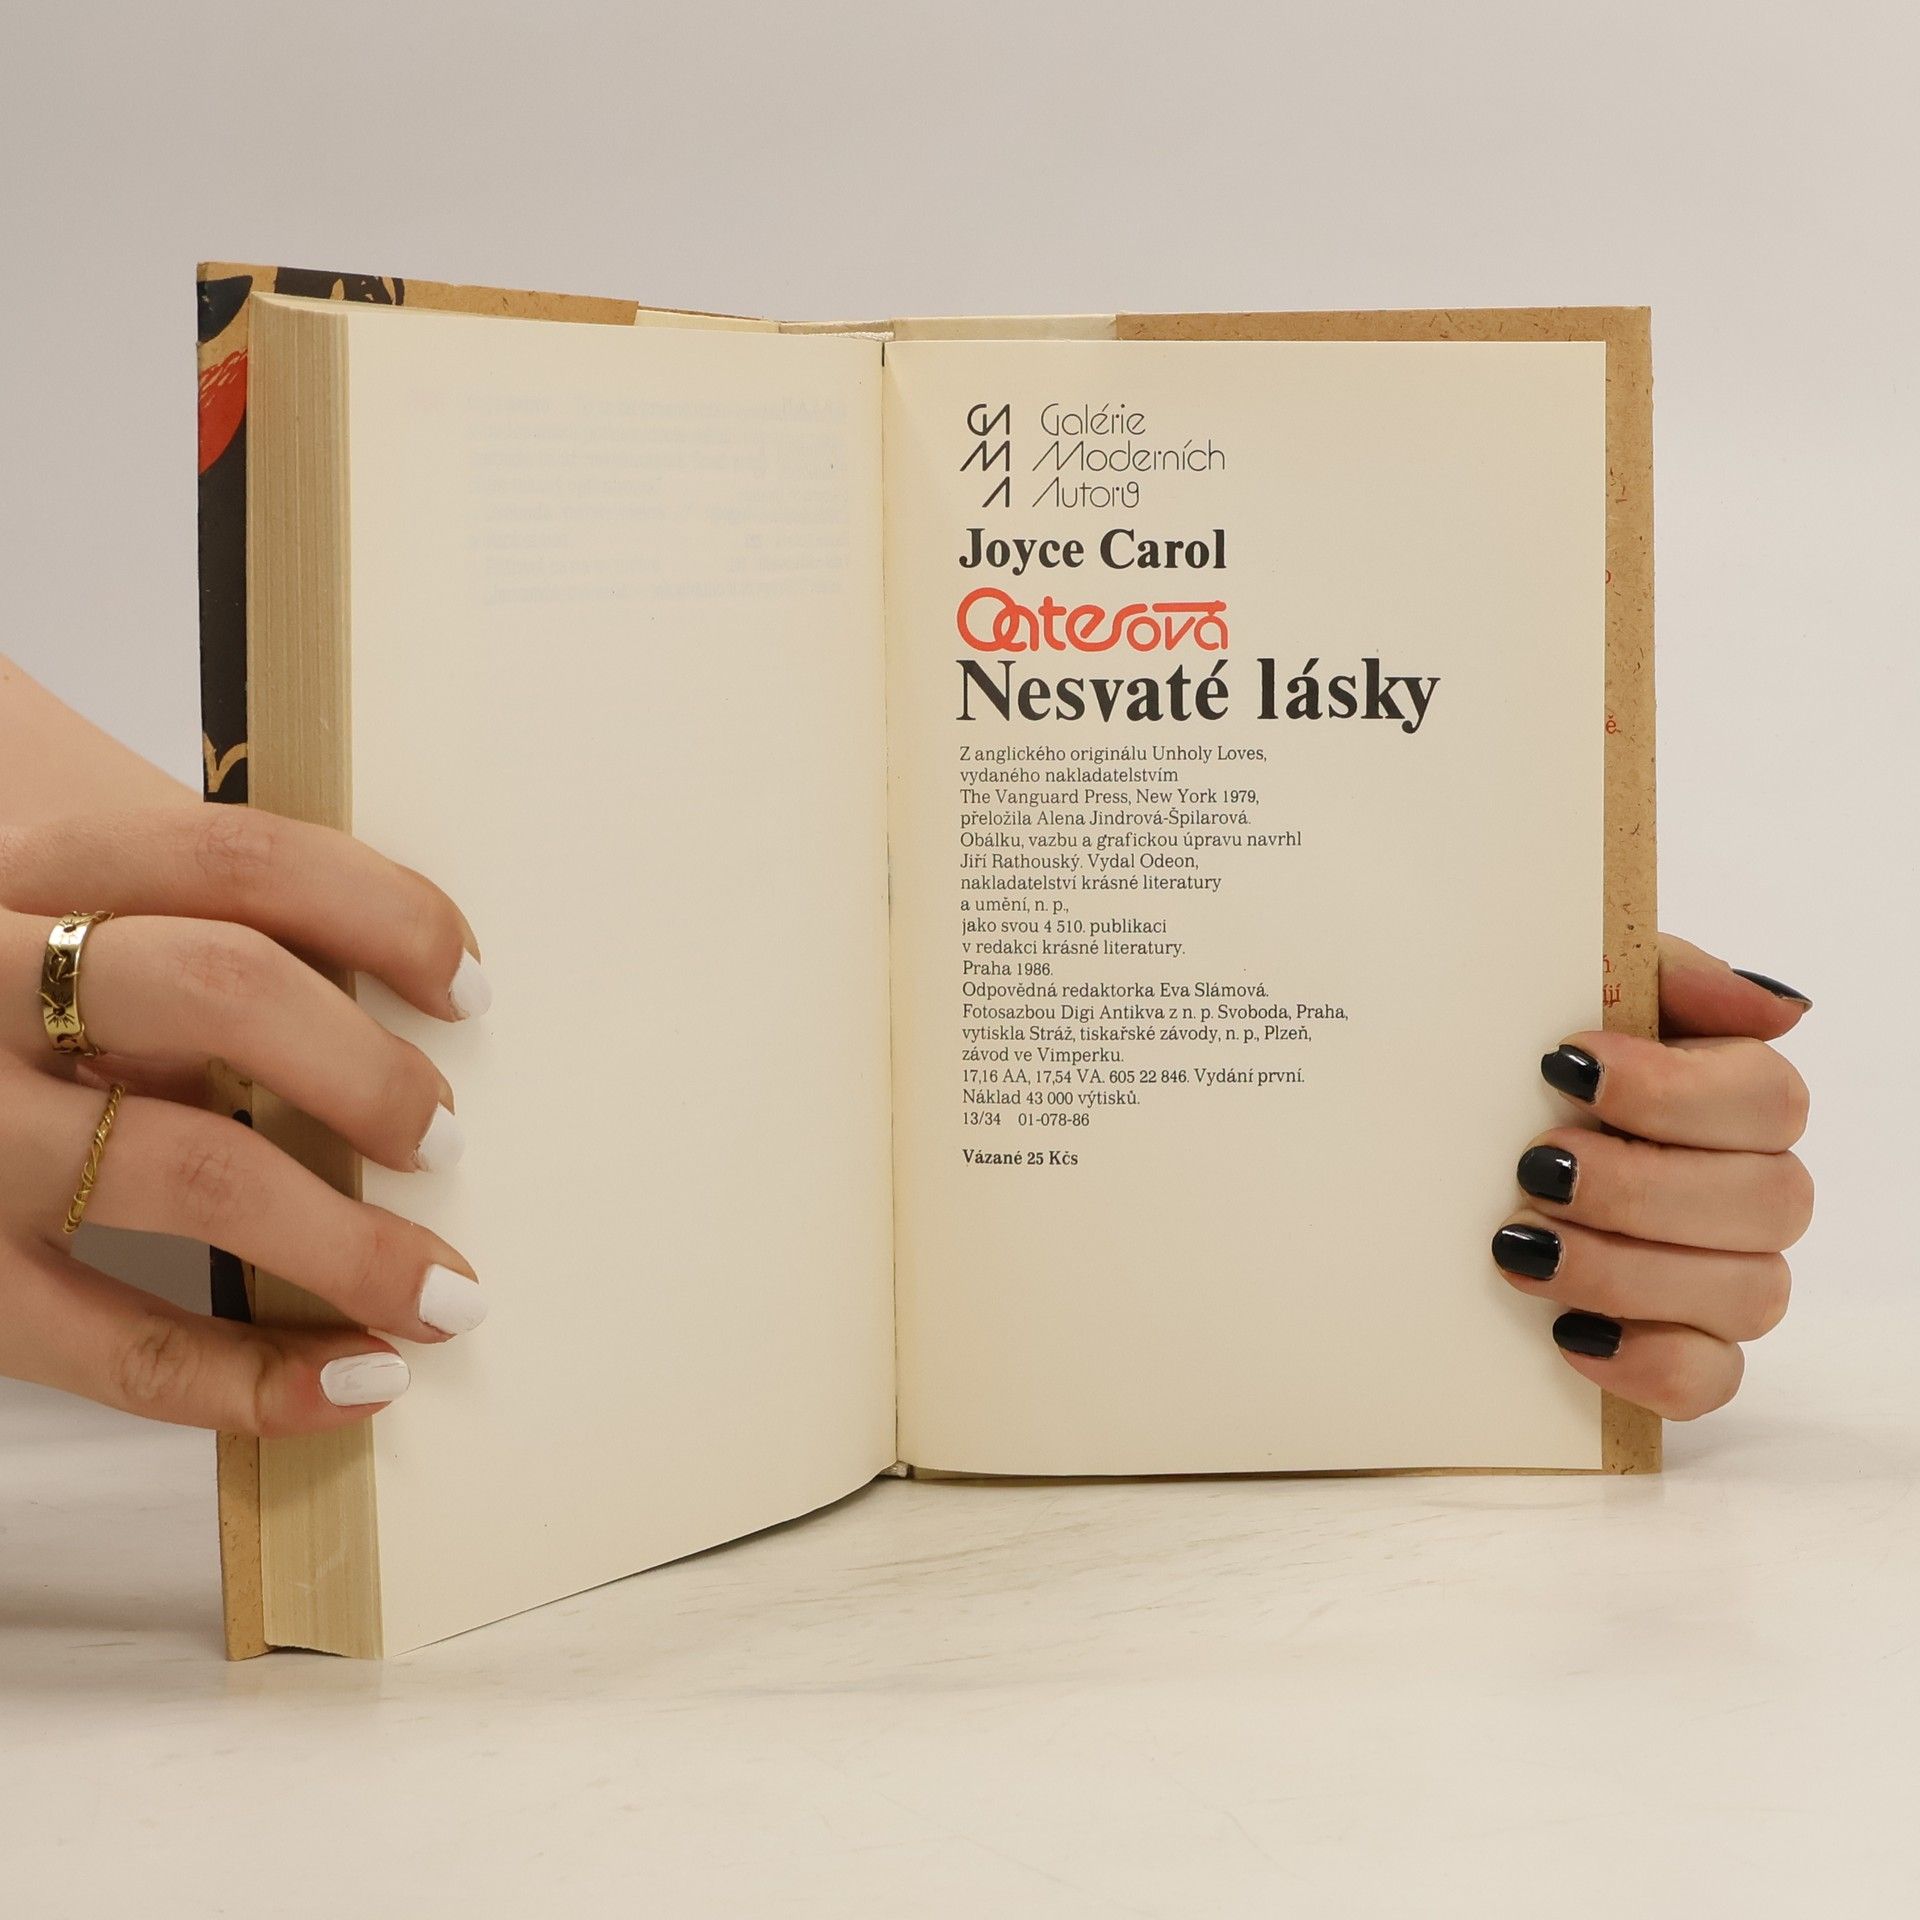 GA Galérie
M Moderních
A Autorů
Joyce Carol
Oatesová
Nesvaté lásky
Z anglického originálu Unholy Loves,
vydaného nakladatelstvím
The Vanguard Press, New York 1979,
přeložila Alena Jindrová-Špilarová.
Obálku, vazbu a grafickou úpravu navrhl
Jiří Rathouský. Vydal Odeon,
nakladatelství krásné literatury
a umění, n. p.,
jako svou 4 510. publikaci
v redakci krásné literatury.
Praha 1986.
Odpovědná redaktorka Eva Slámová.
Fotosazbou Digi Antikva z n. p. Svoboda, Praha,
vytiskla Stráž, tiskařské závody, n. p., Plzeň,
závod ve Vimperku.
17,16 AA, 17,54 VA. 605 22 846. Vydání první.
Náklad 43 000 výtisků.
13/34 01-078-86
Vázané 25 Kčs